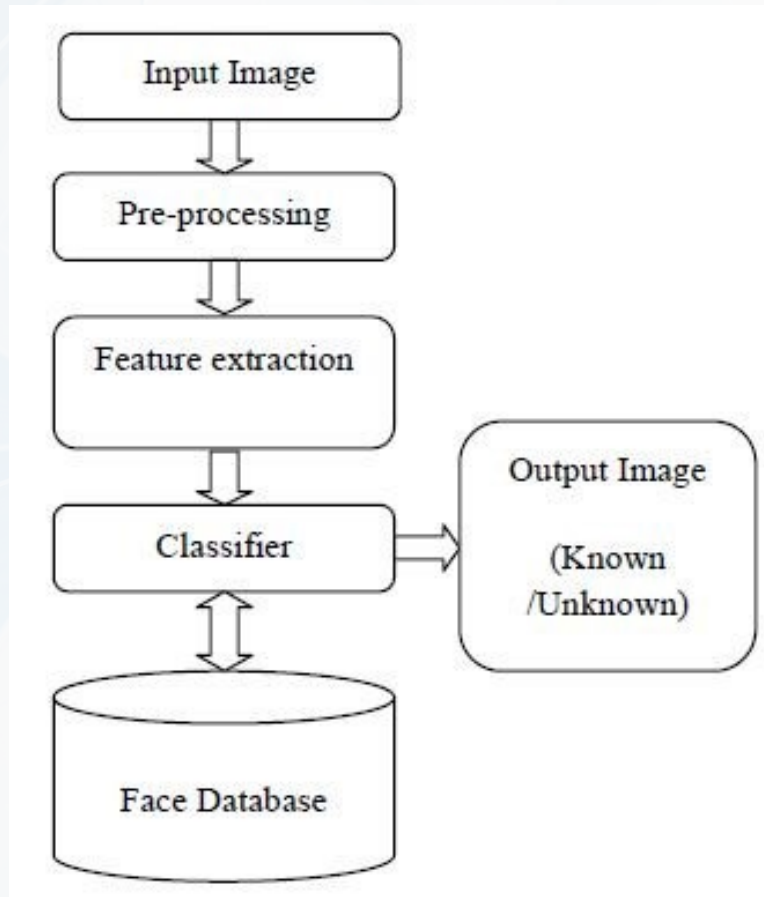 Input Image
Pre-processing
Feature extraction
Classifier
Output Image
(Known
/Unknown)
Face Database